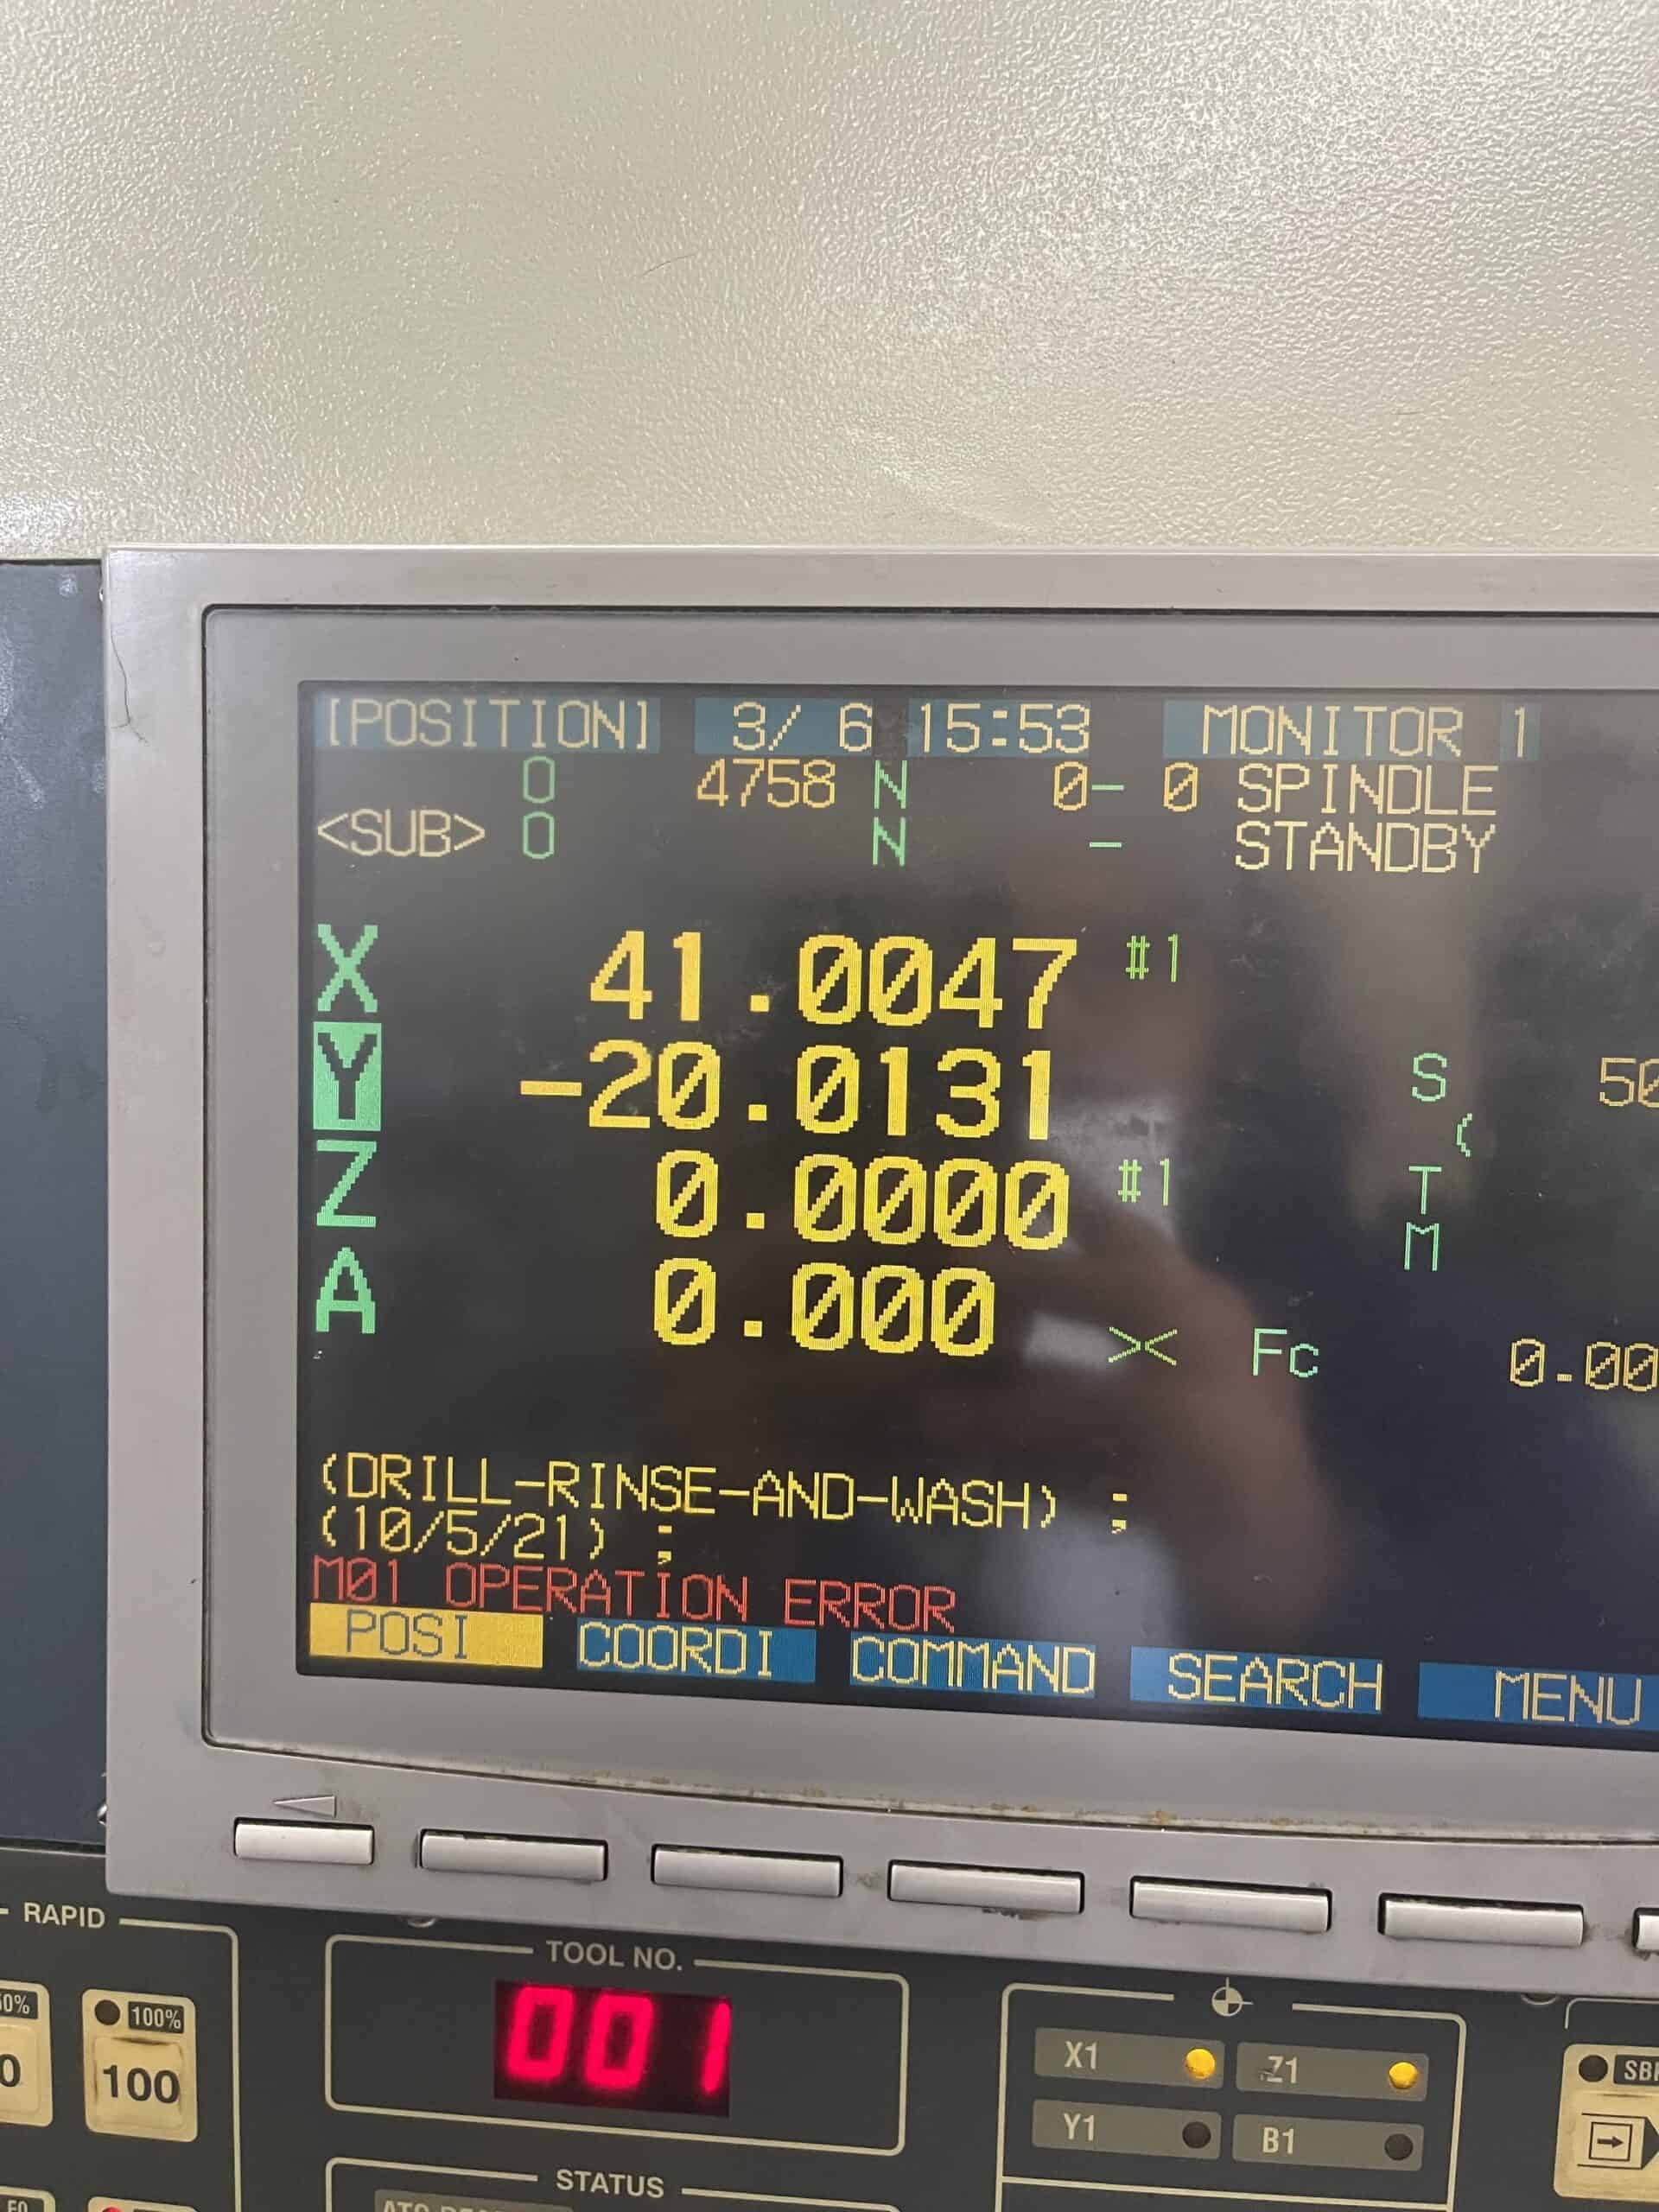 [POSITION] 3/ 6 15:53 MONITOR 1
O 4758 N 0- 0 SPINDLE
<SUB> O N - STANDBY
X 41.0047 #1
Y -20.0131
S 50
(
Z 0.0000 #1
T
M
A 0.000
>< Fc 0.00
(DRILL-RINSE-AND-WASH) ;
(10/5/21) ;
M01 OPERATION ERROR
POSI COORDI COMMAND SEARCH MENU
RAPID
100%
100
TOOL NO.
001
X1 Z1
Y1 B1
STATUS